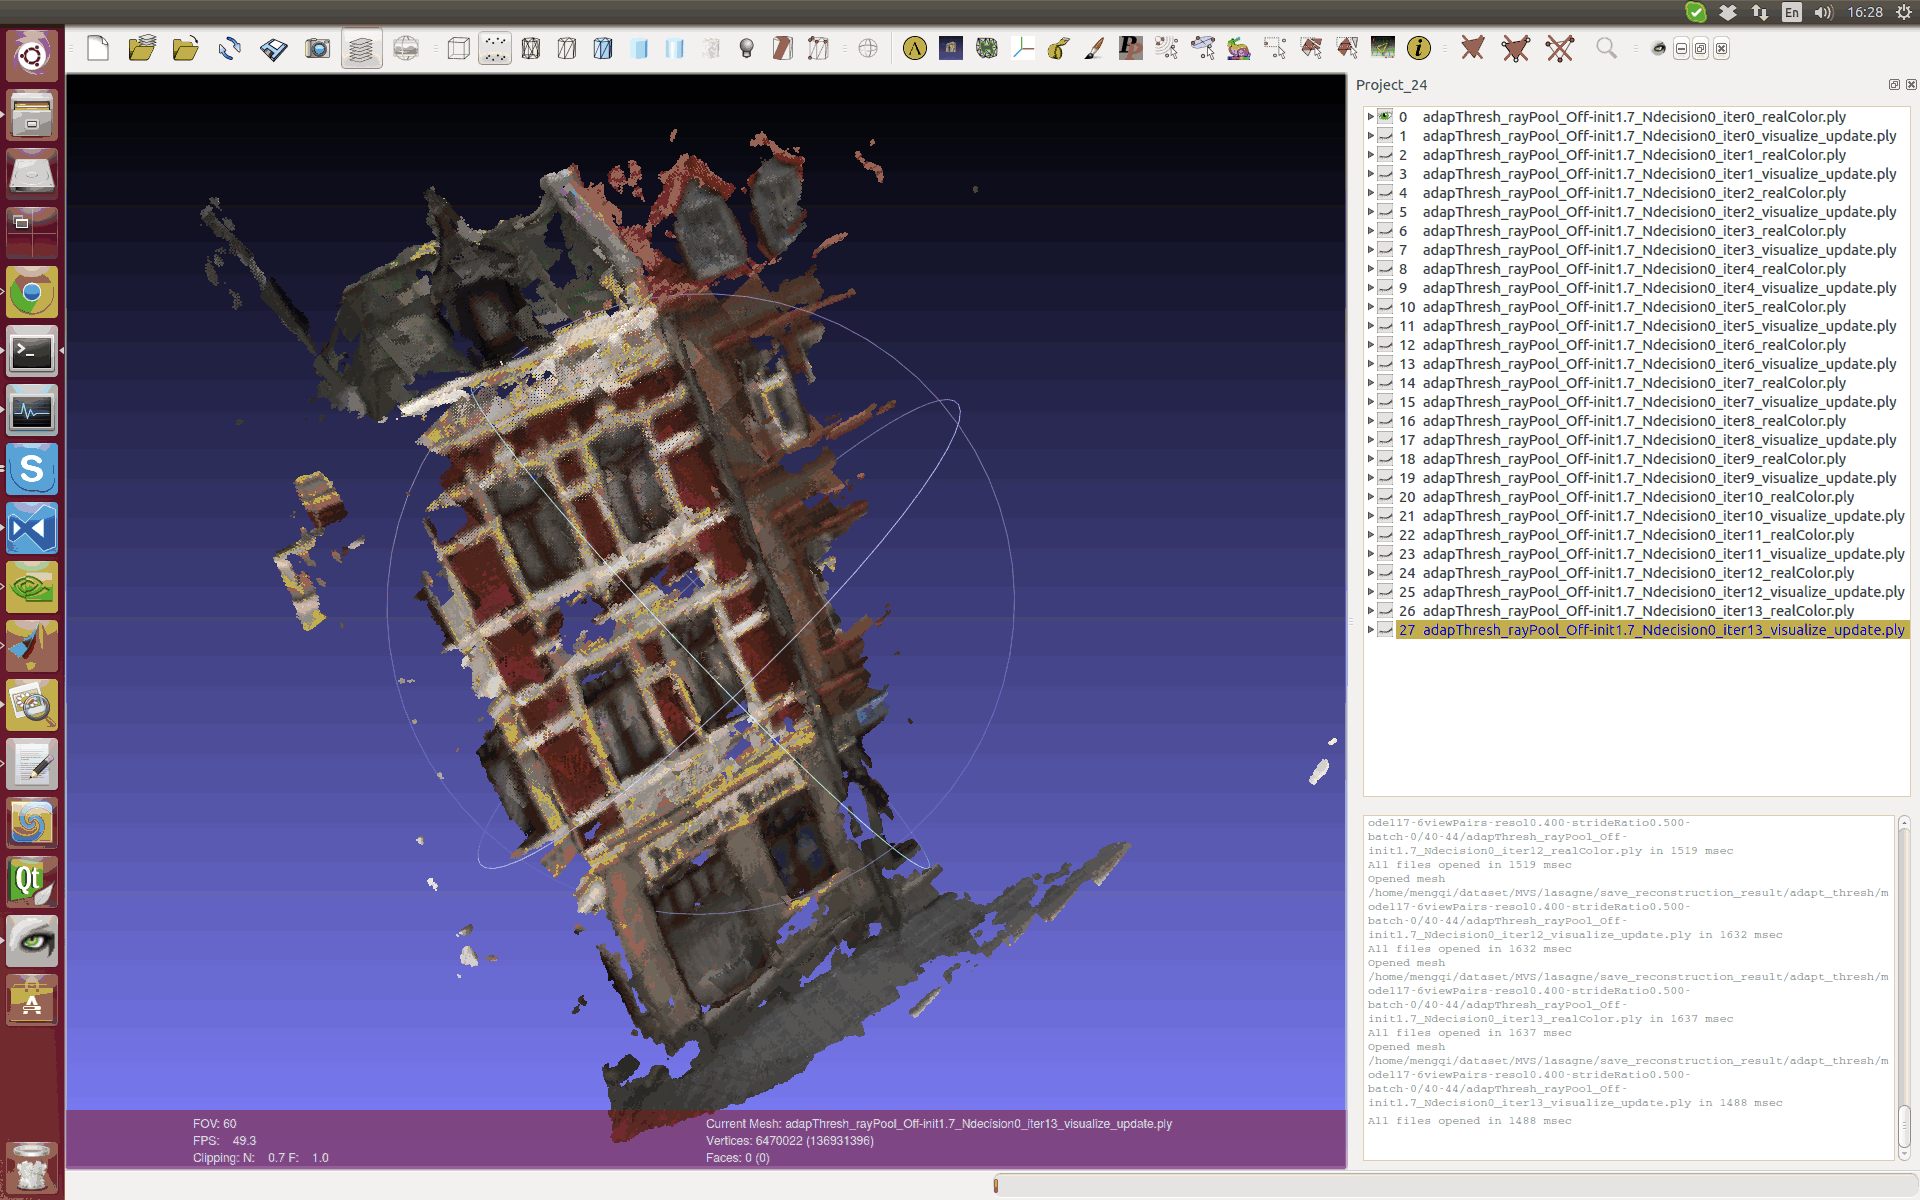 En
16:28
Project_24
0 adapThresh_rayPool_Off-init1.7_Ndecision0_iter0_realColor.ply
1 adapThresh_rayPool_Off-init1.7_Ndecision0_iter0_visualize_update.ply
2 adapThresh_rayPool_Off-init1.7_Ndecision0_iter1_realColor.ply
3 adapThresh_rayPool_Off-init1.7_Ndecision0_iter1_visualize_update.ply
4 adapThresh_rayPool_Off-init1.7_Ndecision0_iter2_realColor.ply
5 adapThresh_rayPool_Off-init1.7_Ndecision0_iter2_visualize_update.ply
6 adapThresh_rayPool_Off-init1.7_Ndecision0_iter3_realColor.ply
7 adapThresh_rayPool_Off-init1.7_Ndecision0_iter3_visualize_update.ply
8 adapThresh_rayPool_Off-init1.7_Ndecision0_iter4_realColor.ply
9 adapThresh_rayPool_Off-init1.7_Ndecision0_iter4_visualize_update.ply
10 adapThresh_rayPool_Off-init1.7_Ndecision0_iter5_realColor.ply
11 adapThresh_rayPool_Off-init1.7_Ndecision0_iter5_visualize_update.ply
12 adapThresh_rayPool_Off-init1.7_Ndecision0_iter6_realColor.ply
13 adapThresh_rayPool_Off-init1.7_Ndecision0_iter6_visualize_update.ply
14 adapThresh_rayPool_Off-init1.7_Ndecision0_iter7_realColor.ply
15 adapThresh_rayPool_Off-init1.7_Ndecision0_iter7_visualize_update.ply
16 adapThresh_rayPool_Off-init1.7_Ndecision0_iter8_realColor.ply
17 adapThresh_rayPool_Off-init1.7_Ndecision0_iter8_visualize_update.ply
18 adapThresh_rayPool_Off-init1.7_Ndecision0_iter9_realColor.ply
19 adapThresh_rayPool_Off-init1.7_Ndecision0_iter9_visualize_update.ply
20 adapThresh_rayPool_Off-init1.7_Ndecision0_iter10_realColor.ply
21 adapThresh_rayPool_Off-init1.7_Ndecision0_iter10_visualize_update.ply
22 adapThresh_rayPool_Off-init1.7_Ndecision0_iter11_realColor.ply
23 adapThresh_rayPool_Off-init1.7_Ndecision0_iter11_visualize_update.ply
24 adapThresh_rayPool_Off-init1.7_Ndecision0_iter12_realColor.ply
25 adapThresh_rayPool_Off-init1.7_Ndecision0_iter12_visualize_update.ply
26 adapThresh_rayPool_Off-init1.7_Ndecision0_iter13_realColor.ply
27 adapThresh_rayPool_Off-init1.7_Ndecision0_iter13_visualize_update.ply
odel17-6viewPairs-resol0.400-strideRatio0.500-
batch-0/40-44/adapThresh_rayPool_Off-
init1.7_Ndecision0_iter12_realColor.ply in 1519 msec
All files opened in 1519 msec
Opened mesh
/home/mengqi/dataset/MVS/lasagne/save_reconstruction_result/adapt_thresh/m
odel17-6viewPairs-resol0.400-strideRatio0.500-
batch-0/40-44/adapThresh_rayPool_Off-
init1.7_Ndecision0_iter12_visualize_update.ply in 1632 msec
All files opened in 1632 msec
Opened mesh
/home/mengqi/dataset/MVS/lasagne/save_reconstruction_result/adapt_thresh/m
odel17-6viewPairs-resol0.400-strideRatio0.500-
batch-0/40-44/adapThresh_rayPool_Off-
init1.7_Ndecision0_iter13_realColor.ply in 1637 msec
All files opened in 1637 msec
Opened mesh
/home/mengqi/dataset/MVS/lasagne/save_reconstruction_result/adapt_thresh/m
odel17-6viewPairs-resol0.400-strideRatio0.500-
batch-0/40-44/adapThresh_rayPool_Off-
init1.7_Ndecision0_iter13_visualize_update.ply in 1488 msec
All files opened in 1488 msec
FOV: 60
FPS: 49.3
Clipping: N: 0.7 F: 1.0
Current Mesh: adapThresh_rayPool_Off-init1.7_Ndecision0_iter13_visualize_update.ply
Vertices: 6470022 (136931396)
Faces: 0 (0)